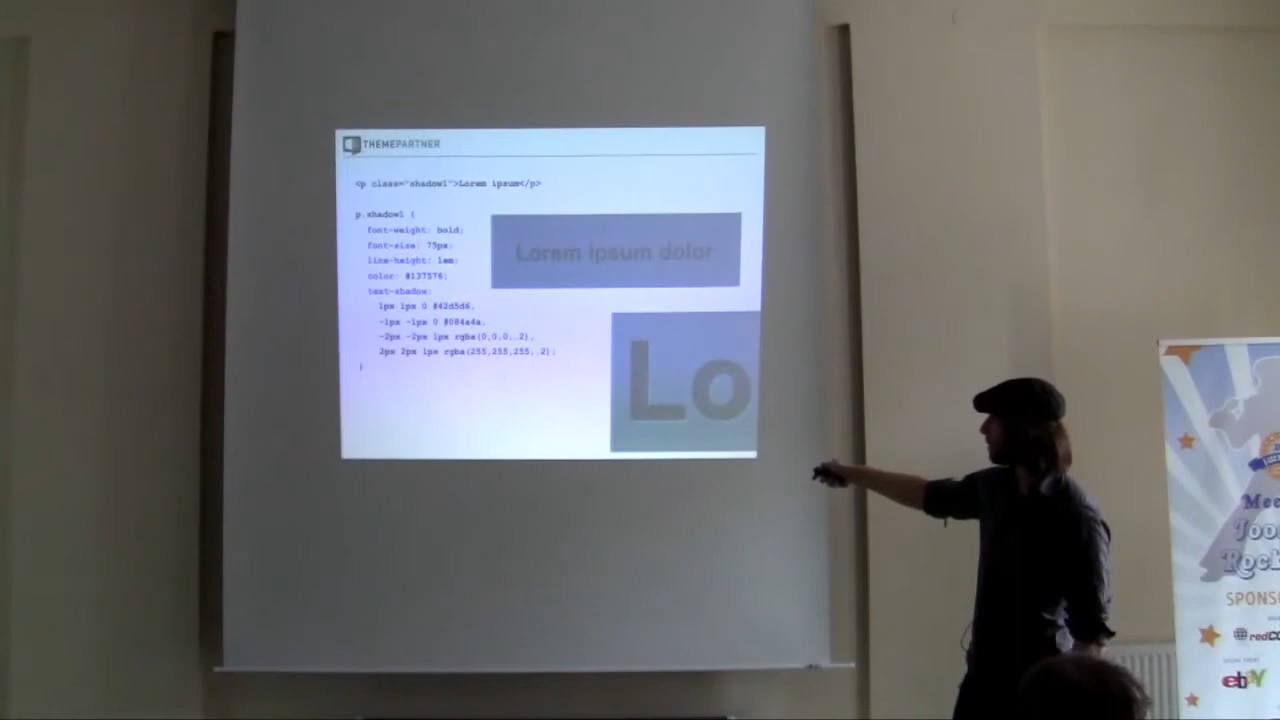 THEMEPARTNER
<p class="shadow1">Lorem ipsum</p>
p.shadow1 {
font-weight: bold;
font-size: 75px;
line-height: 1em;
color: #137576;
text-shadow:
1px 1px 0 #42d5d6,
-1px -1px 0 #084a4a,
-2px -2px 1px rgba(0,0,0,.2),
2px 2px 1px rgba(255,255,255,.2);
}
Lorem ipsum dolor
Lo
SPONS
redCO
ebay